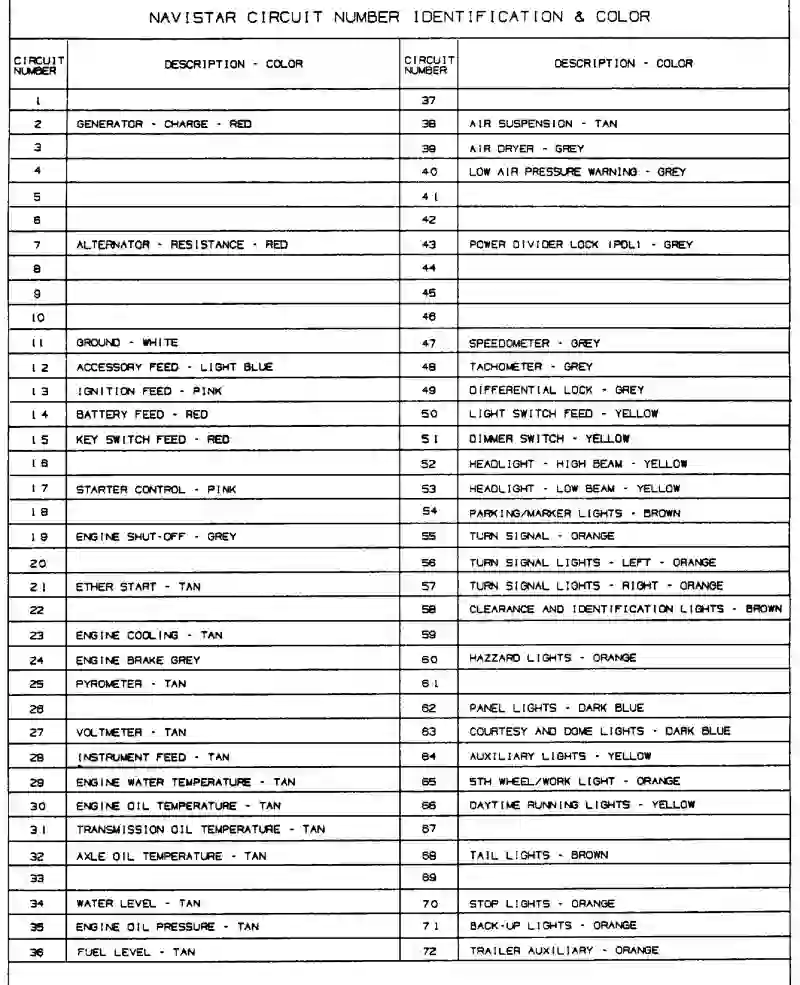 NAVISTAR CIRCUIT NUMBER IDENTIFICATION & COLOR
CIRCUIT NUMBER DESCRIPTION - COLOR CIRCUIT NUMBER DESCRIPTION - COLOR
1 37
2 GENERATOR - CHARGE - RED 38 AIR SUSPENSION - TAN
3 39 AIR DRYER - GREY
4 40 LOW AIR PRESSURE WARNING - GREY
5 41
6 42
7 ALTERNATOR - RESISTANCE - RED 43 POWER DIVIDER LOCK (PDL) - GREY
8 44
9 45
10 46
11 GROUND - WHITE 47 SPEEDOMETER - GREY
12 ACCESSORY FEED - LIGHT BLUE 48 TACHOMETER - GREY
13 IGNITION FEED - PINK 49 DIFFERENTIAL LOCK - GREY
14 BATTERY FEED - RED 50 LIGHT SWITCH FEED - YELLOW
15 KEY SWITCH FEED - RED 51 DIMMER SWITCH - YELLOW
16 52 HEADLIGHT - HIGH BEAM - YELLOW
17 STARTER CONTROL - PINK 53 HEADLIGHT - LOW BEAM - YELLOW
18 54 PARKING/MARKER LIGHTS - BROWN
19 ENGINE SHUT-OFF - GREY 55 TURN SIGNAL - ORANGE
20 56 TURN SIGNAL LIGHTS - LEFT - ORANGE
21 ETHER START - TAN 57 TURN SIGNAL LIGHTS - RIGHT - ORANGE
22 58 CLEARANCE AND IDENTIFICATION LIGHTS - BROWN
23 ENGINE COOLING - TAN 59
24 ENGINE BRAKE GREY 60 HAZZARD LIGHTS - ORANGE
25 PYROMETER - TAN 61
26 62 PANEL LIGHTS - DARK BLUE
27 VOLTMETER - TAN 63 COURTESY AND DOME LIGHTS - DARK BLUE
28 INSTRUMENT FEED - TAN 64 AUXILIARY LIGHTS - YELLOW
29 ENGINE WATER TEMPERATURE - TAN 65 5TH WHEEL/WORK LIGHT - ORANGE
30 ENGINE OIL TEMPERATURE - TAN 66 DAYTIME RUNNING LIGHTS - YELLOW
31 TRANSMISSION OIL TEMPERATURE - TAN 67
32 AXLE OIL TEMPERATURE - TAN 68 TAIL LIGHTS - BROWN
33 69
34 WATER LEVEL - TAN 70 STOP LIGHTS - ORANGE
35 ENGINE OIL PRESSURE - TAN 71 BACK-UP LIGHTS - ORANGE
36 FUEL LEVEL - TAN 72 TRAILER AUXILIARY - ORANGE